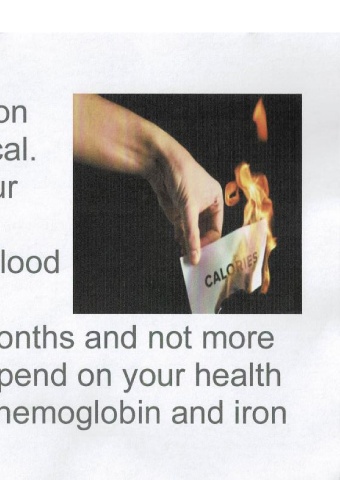 on
cal.
ur
lood
CALORIES
onths and not more
pend on your health
hemoglobin and iron